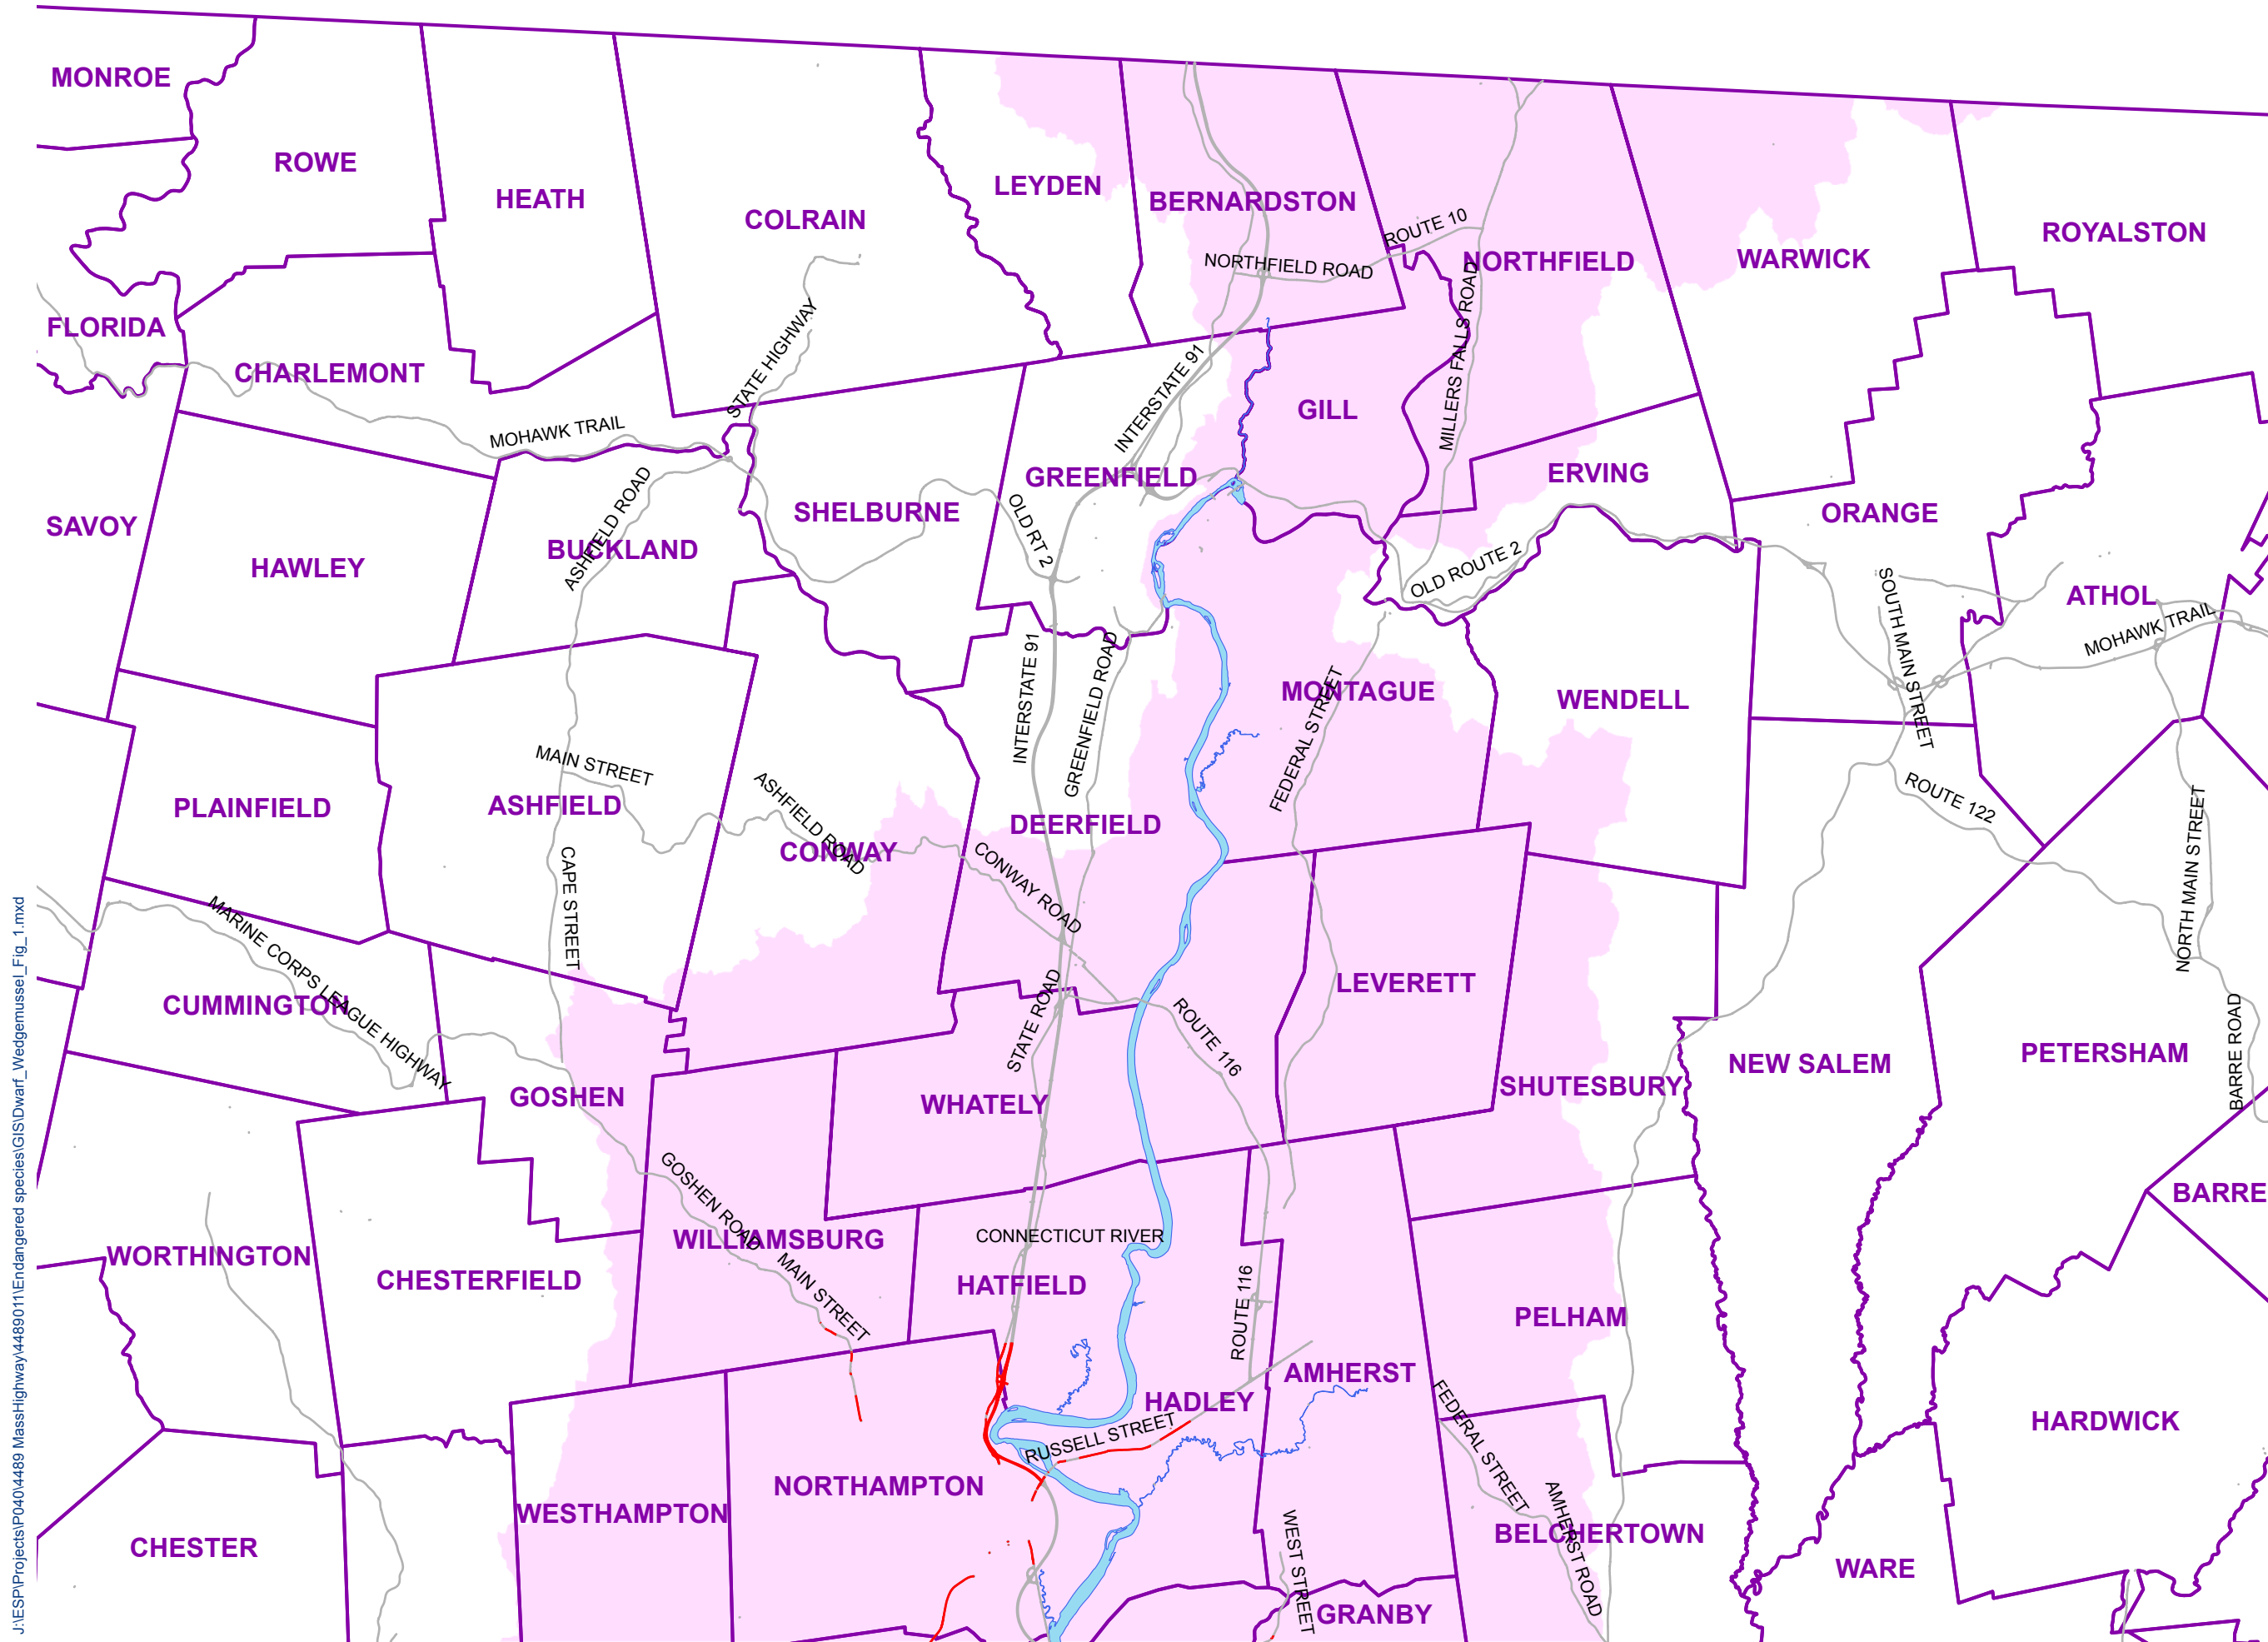 MONROE
ROWE
HEATH
COLRAIN
LEYDEN
BERNARDSTON
ROUTE 10
NORTHFIELD
WARWICK
ROYALSTON
NORTHFIELD ROAD
FLORIDA
CHARLEMONT
STATE HIGHWAY
INTERSTATE 91
MILLERS FALLS ROAD
GILL
MOHAWK TRAIL
GREENFIELD
ERVING
SAVOY
HAWLEY
ASHFIELD ROAD
BUCKLAND
SHELBURNE
OLD RT 2
ORANGE
OLD ROUTE 2
SOUTH MAIN STREET
ATHOL
MOHAWK TRAIL
INTERSTATE 91
GREENFIELD ROAD
MONTAGUE
FEDERAL STREET
WENDELL
MAIN STREET
PLAINFIELD
ASHFIELD
ASHFIELD ROAD
CONWAY
DEERFIELD
CONWAY ROAD
ROUTE 122
NORTH MAIN STREET
CAPE STREET
MARINE CORPS LEAGUE HIGHWAY
CUMMINGTON
LEVERETT
STATE ROAD
ROUTE 116
GOSHEN
WHATELY
SHUTESBURY
NEW SALEM
PETERSHAM
BARRE ROAD
BARRE
GOSHEN ROAD
WILLIAMSBURG
CONNECTICUT RIVER
WORTHINGTON
CHESTERFIELD
MAIN STREET
HATFIELD
ROUTE 116
PELHAM
AMHERST
HADLEY
FEDERAL STREET
HARDWICK
RUSSELL STREET
NORTHAMPTON
WESTHAMPTON
WEST STREET
AMHERST ROAD
BELCHERTOWN
CHESTER
WARE
GRANBY
J:\ESP\Projects\P040\4489 MassHighway\4489011\Endangered species\GIS\Dwarf_Wedgemussel_Fig_1.mxd